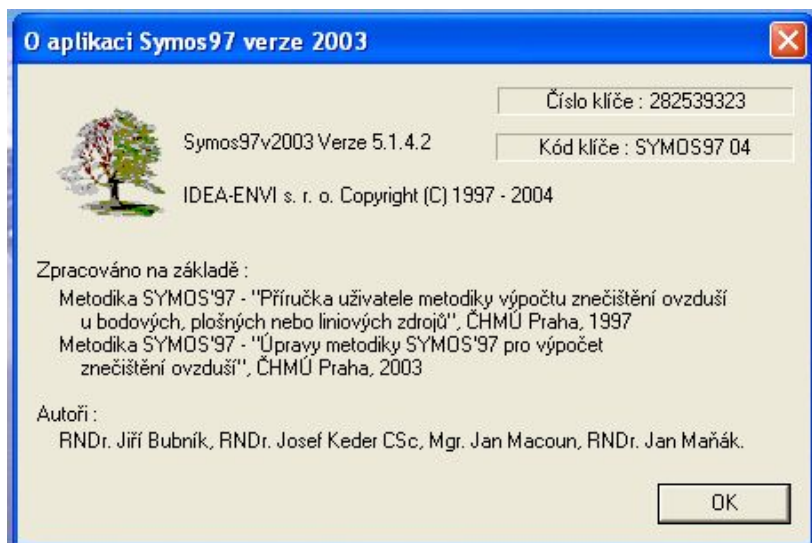 O aplikaci Symos97 verze 2003
Číslo klíče : 282539323
Symos97v2003 Verze 5.1.4.2
Kód klíče : SYMOS97 04
IDEA-ENVI s. r. o. Copyright (C) 1997 - 2004
Zpracováno na základě :
Metodika SYMOS'97 - "Příručka uživatele metodiky výpočtu znečištění ovzduší
u bodových, plošných nebo liniových zdrojů", ČHMÚ Praha, 1997
Metodika SYMOS'97 - "Úpravy metodiky SYMOS'97 pro výpočet
znečištění ovzduší", ČHMÚ Praha, 2003
Autoři :
RNDr. Jiří Bubník, RNDr. Josef Keder CSc, Mgr. Jan Macoun, RNDr. Jan Maňák.
OK